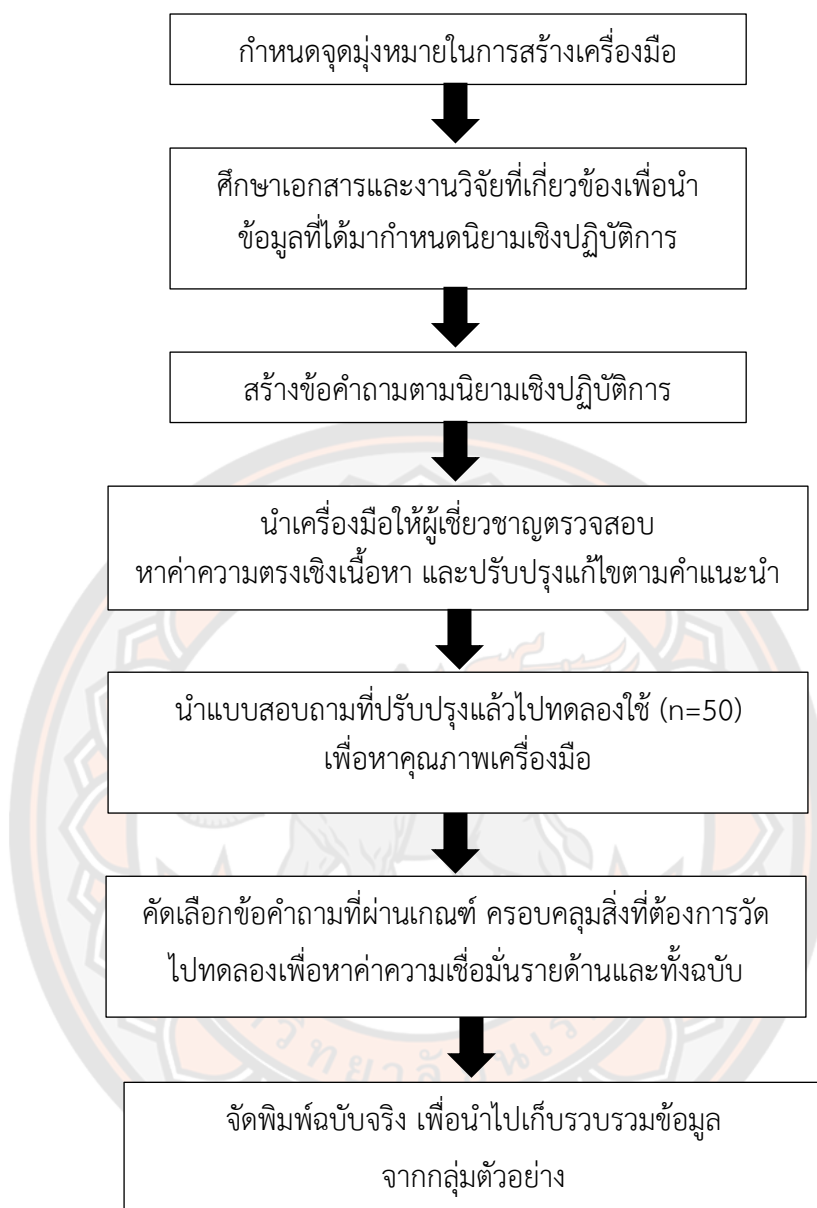 กำหนดจุดมุ่งหมายในการสร้างเครื่องมือ
ศึกษาเอกสารและงานวิจัยที่เกี่ยวข้องเพื่อนำ
ข้อมูลที่ได้มากำหนดนิยามเชิงปฏิบัติการ
สร้างข้อคำถามตามนิยามเชิงปฏิบัติการ
นำเครื่องมือให้ผู้เชี่ยวชาญตรวจสอบ
หาค่าความตรงเชิงเนื้อหา และปรับปรุงแก้ไขตามคำแนะนำ
นำแบบสอบถามที่ปรับปรุงแล้วไปทดลองใช้ (n=50)
เพื่อหาคุณภาพเครื่องมือ
คัดเลือกข้อคำถามที่ผ่านเกณฑ์ ครอบคลุมสิ่งที่ต้องการวัด
ไปทดลองเพื่อหาค่าความเชื่อมั่นรายด้านและทั้งฉบับ
จัดพิมพ์ฉบับจริง เพื่อนำไปเก็บรวบรวมข้อมูล
จากกลุ่มตัวอย่าง